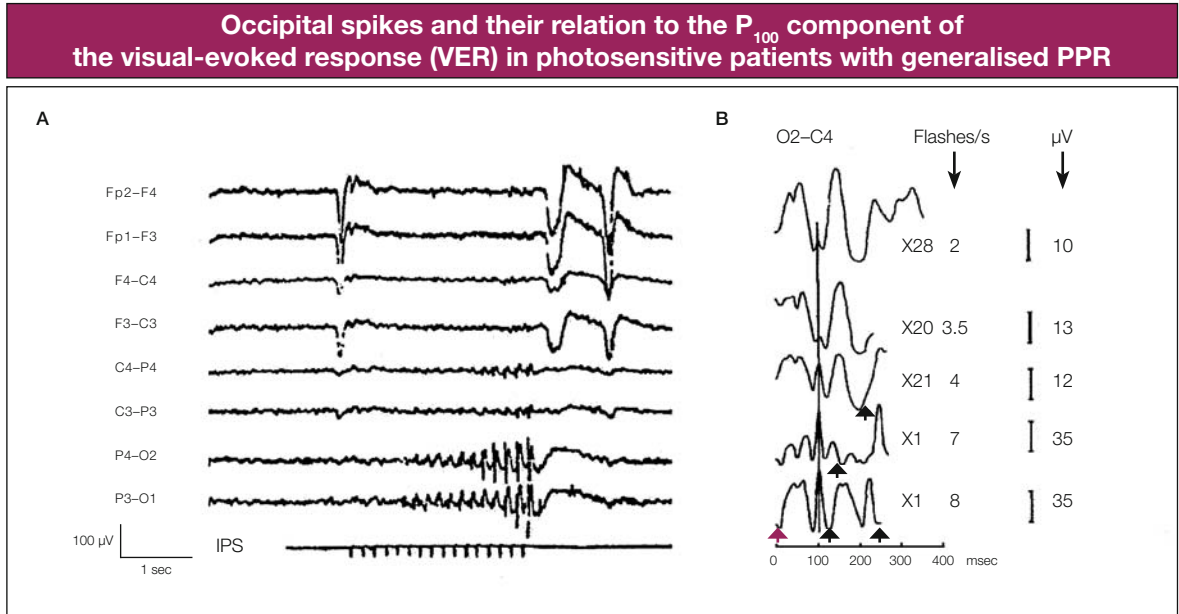 Occipital spikes and their relation to the P100 component of
the visual-evoked response (VER) in photosensitive patients with generalised PPR
A
Fp2–F4
Fp1–F3
F4–C4
F3–C3
C4–P4
C3–P3
P4–O2
P3–O1
100 µV
1 sec
IPS
B
O2–C4 Flashes/s µV
X28 2 10
X20 3.5 13
X21 4 12
X1 7 35
X1 8 35
0 100 200 300 400 msec